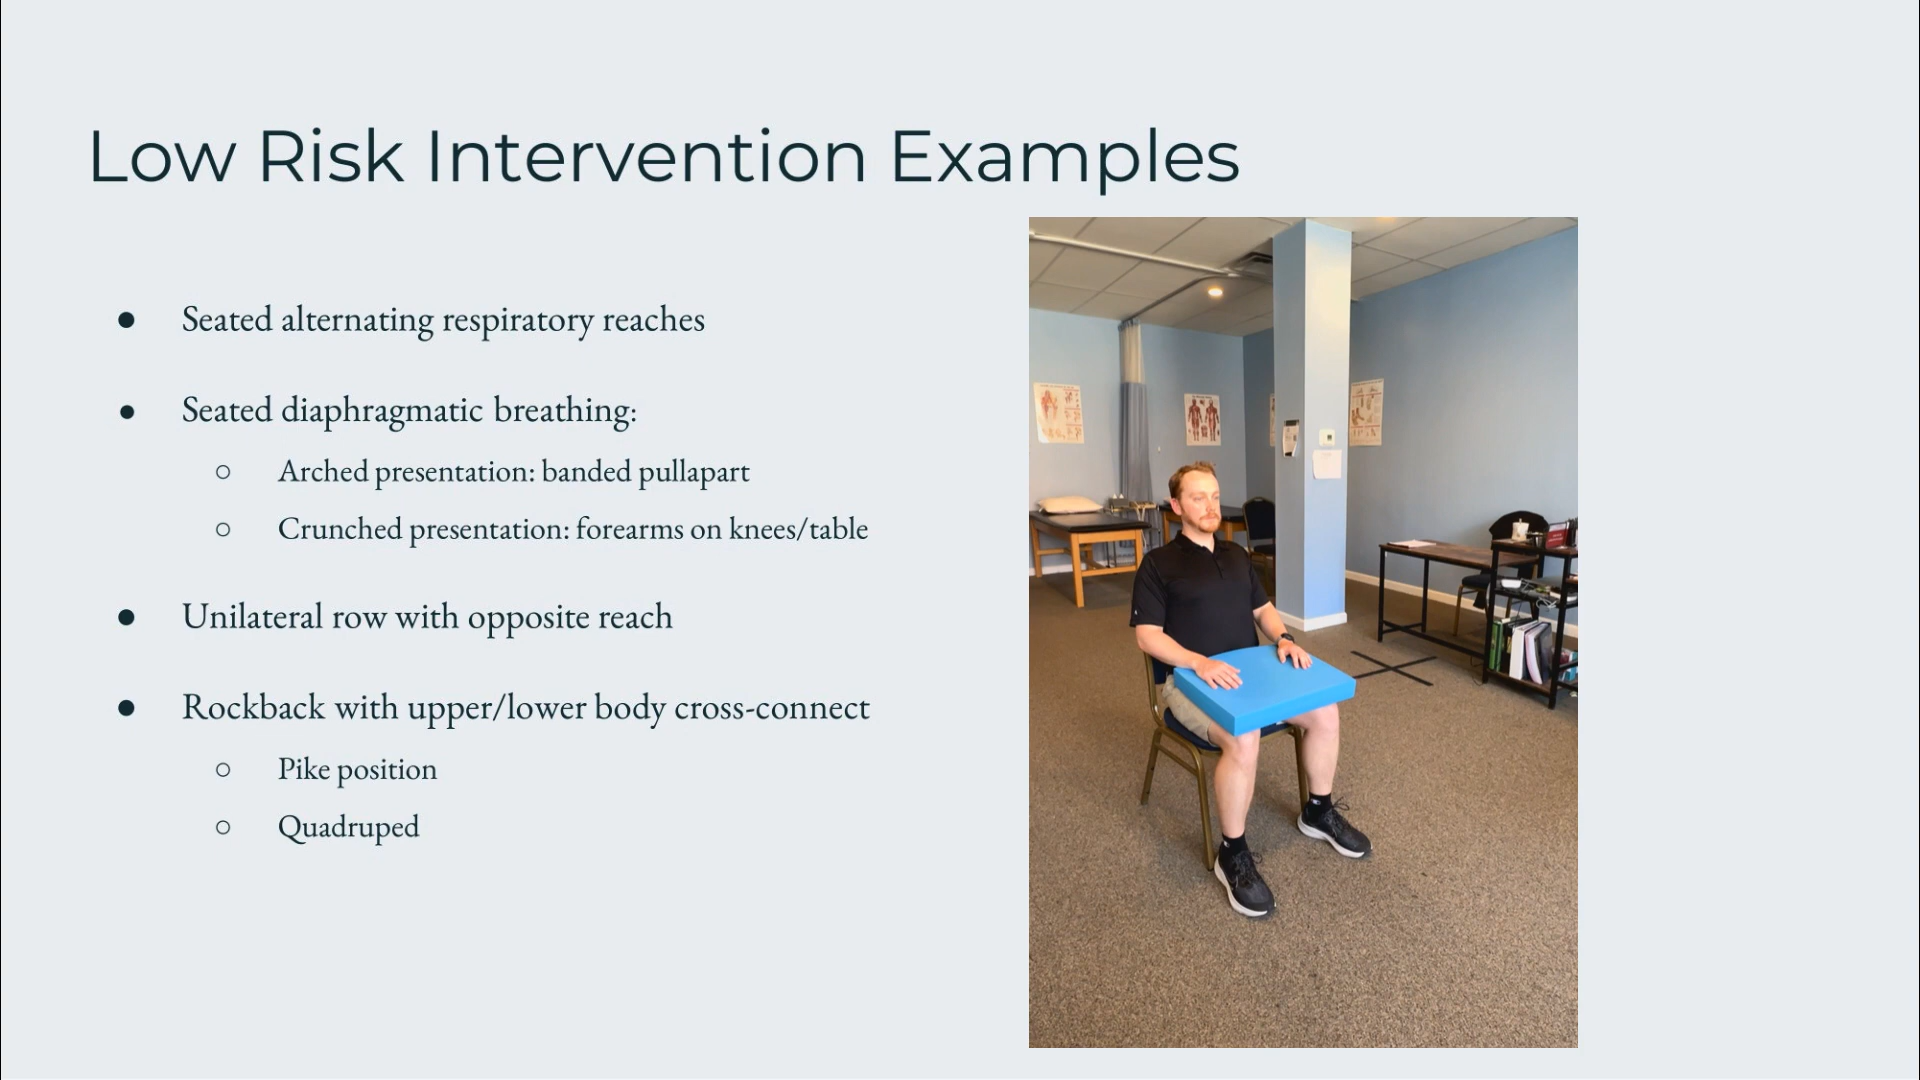 Low Risk Intervention Examples
● Seated alternating respiratory reaches
● Seated diaphragmatic breathing:
○ Arched presentation: banded pullapart
○ Crunched presentation: forearms on knees/table
● Unilateral row with opposite reach
● Rockback with upper/lower body cross-connect
○ Pike position
○ Quadruped